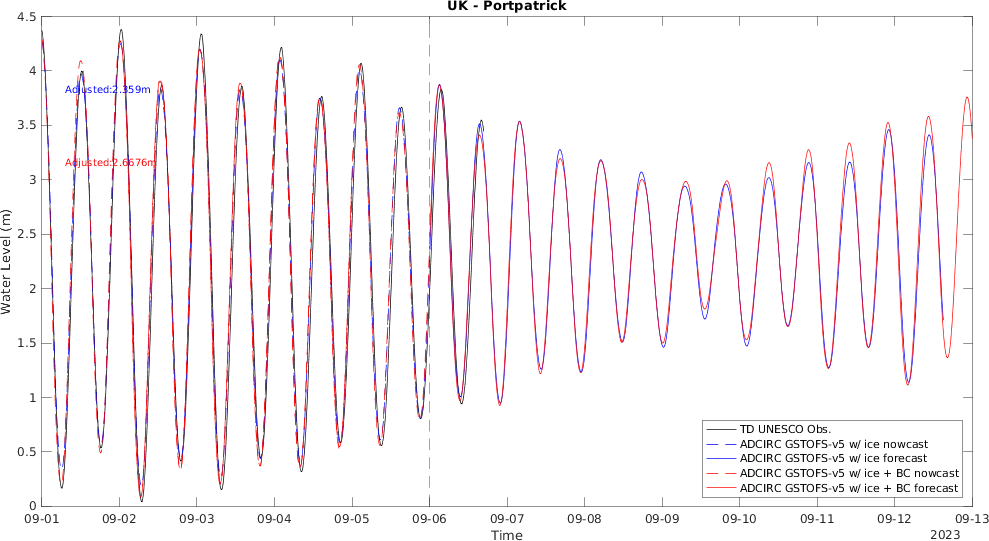 UK - Portpatrick
4.5
4
3.5
3
2.5
2
1.5
1
0.5
0
Water Level (m)
Adjusted:2.359m
Adjusted:2.6676m
TD UNESCO Obs.
ADCIRC GSTOFS-v5 w/ ice nowcast
ADCIRC GSTOFS-v5 w/ ice forecast
ADCIRC GSTOFS-v5 w/ ice + BC nowcast
ADCIRC GSTOFS-v5 w/ ice + BC forecast
09-01 09-02 09-03 09-04 09-05 09-06 09-07 09-08 09-09 09-10 09-11 09-12 09-13
Time
2023